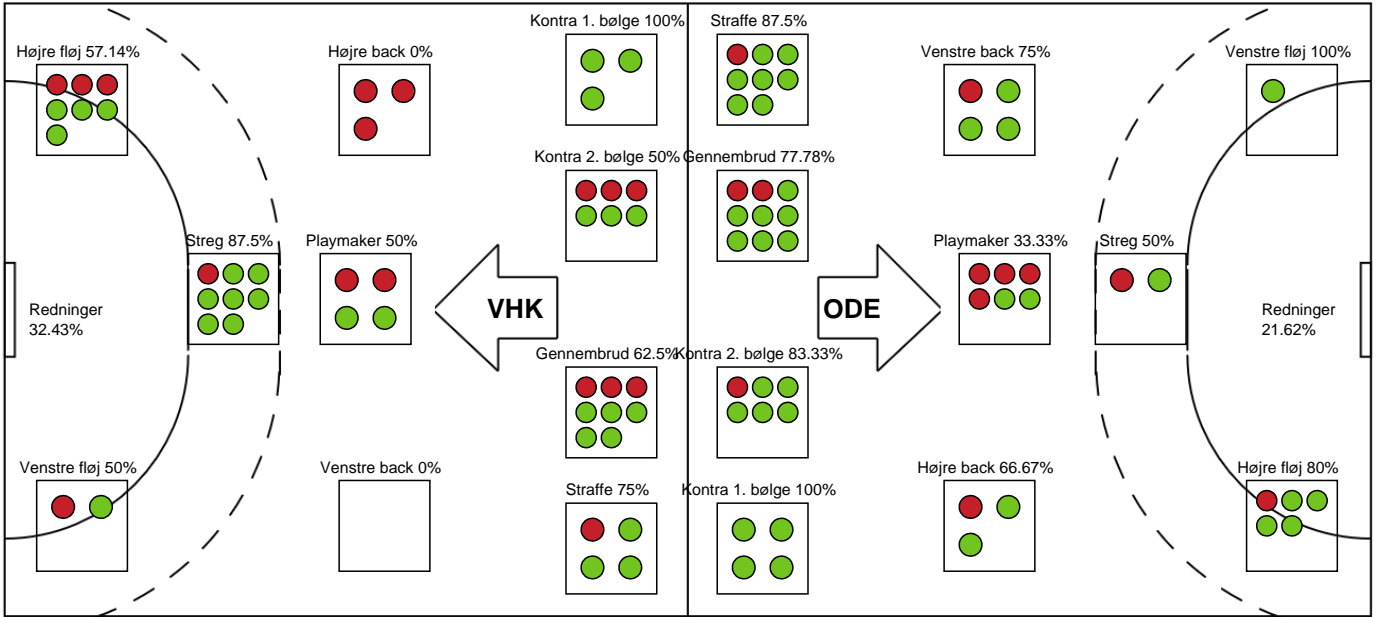 Kontra 1. bølge 100%
Straffe 87.5%
Højre fløj 57.14%
Højre back 0%
Venstre back 75%
Venstre fløj 100%
Kontra 2. bølge 50%
Gennembrud 77.78%
Streg 87.5%
Playmaker 50%
Playmaker 33.33%
Streg 50%
Redninger
32.43%
VHK
ODE
Redninger
21.62%
Gennembrud 62.5%
Kontra 2. bølge 83.33%
Venstre fløj 50%
Venstre back 0%
Højre back 66.67%
Højre fløj 80%
Straffe 75%
Kontra 1. bølge 100%